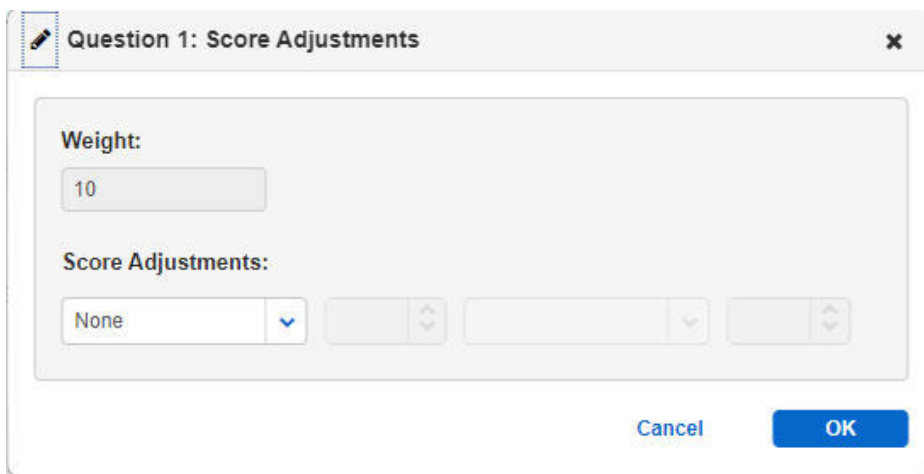 Question 1: Score Adjustments
Weight:
10
Score Adjustments:
None
Cancel OK